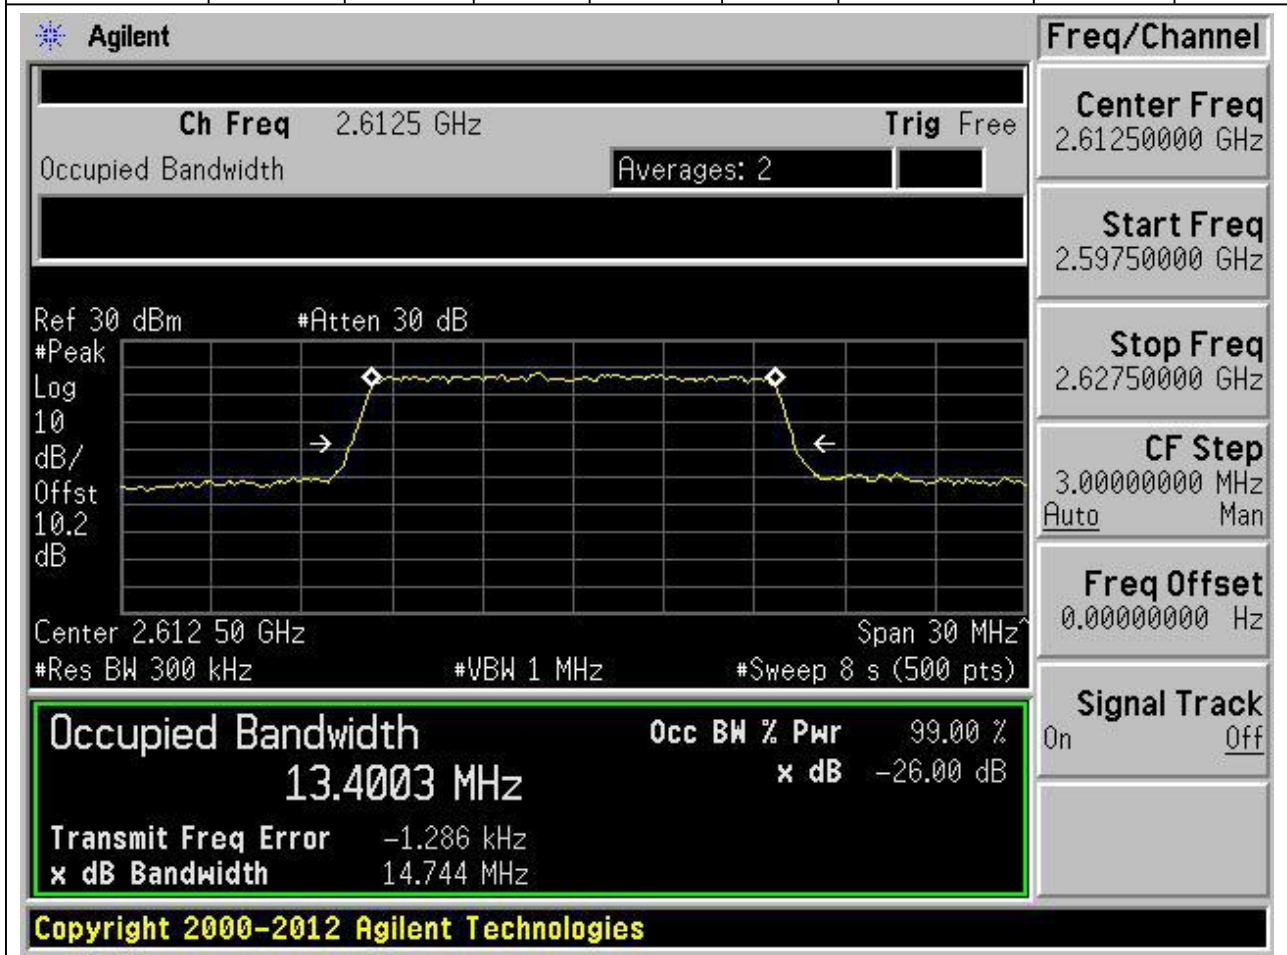 Agilent
Freq/Channel
Ch Freq 2.6125 GHz Trig Free
Occupied Bandwidth Averages: 2
Center Freq
2.61250000 GHz
Start Freq
2.59750000 GHz
Stop Freq
2.62750000 GHz
CF Step
3.00000000 MHz
Auto Man
Freq Offset
0.00000000 Hz
Signal Track
On Off
Ref 30 dBm #Atten 30 dB
#Peak
Log
10
dB/
Offst
10.2
dB
Center 2.612 50 GHz Span 30 MHz^
#Res BW 300 kHz #VBW 1 MHz #Sweep 8 s (500 pts)
Occupied Bandwidth Occ BW % Pwr 99.00 %
13.4003 MHz x dB -26.00 dB
Transmit Freq Error -1.286 kHz
x dB Bandwidth 14.744 MHz
Copyright 2000-2012 Agilent Technologies